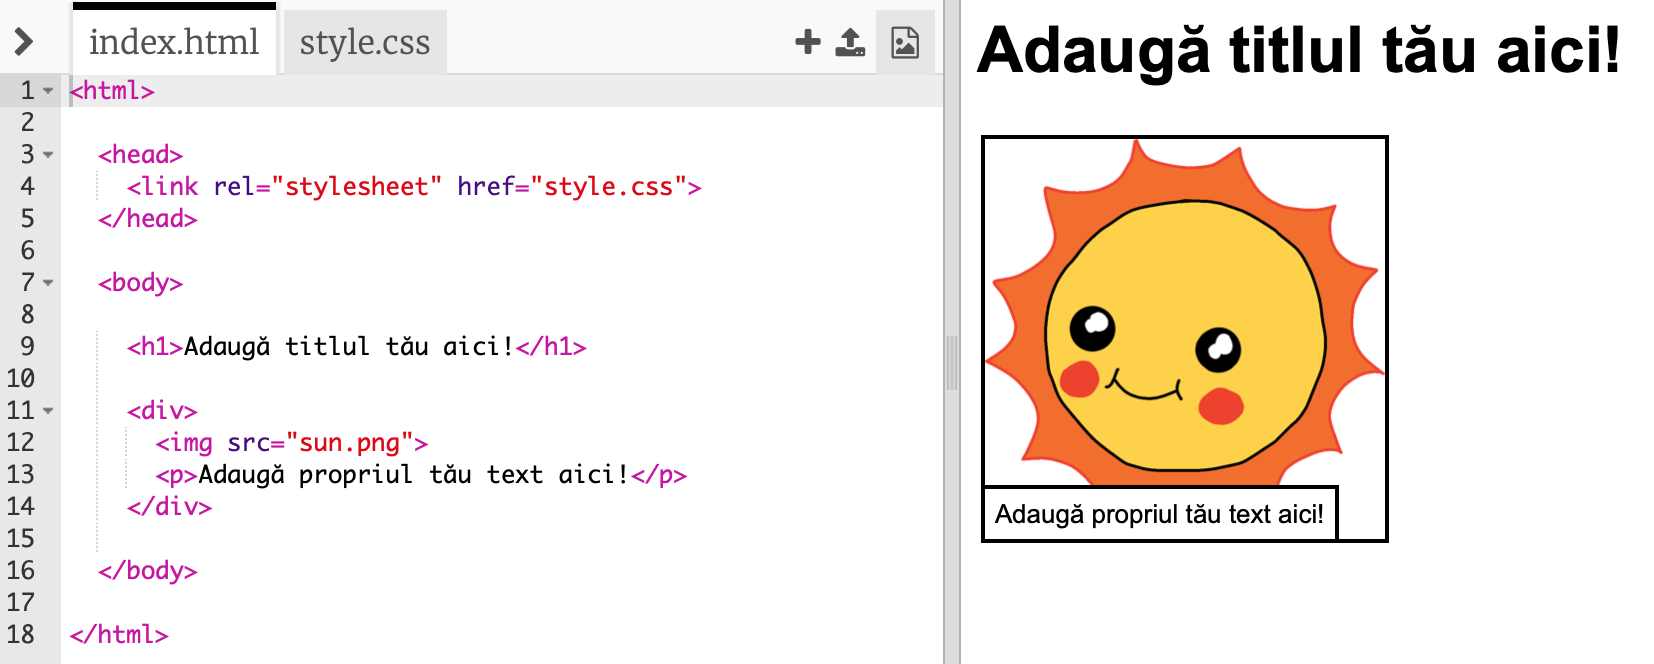 index.html
style.css
1 <html>
2
3 <head>
4 <link rel="stylesheet" href="style.css">
5 </head>
6
7 <body>
8
9 <h1>Adaugă titlul tău aici!</h1>
10
11 <div>
12 <img src="sun.png">
13 <p>Adaugă propriul tău text aici!</p>
14 </div>
15
16 </body>
17
18 </html>
Adaugă titlul tău aici!
Adaugă propriul tău text aici!